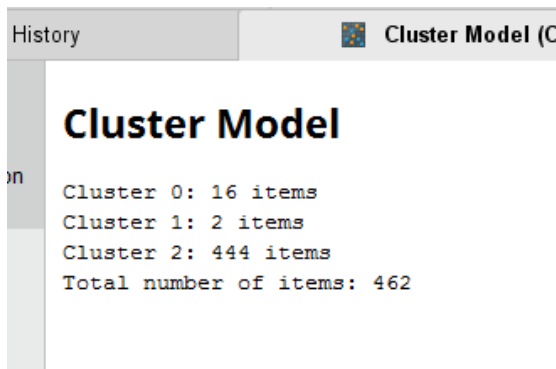 History
Cluster Model (C
Cluster Model
on
Cluster 0: 16 items
Cluster 1: 2 items
Cluster 2: 444 items
Total number of items: 462